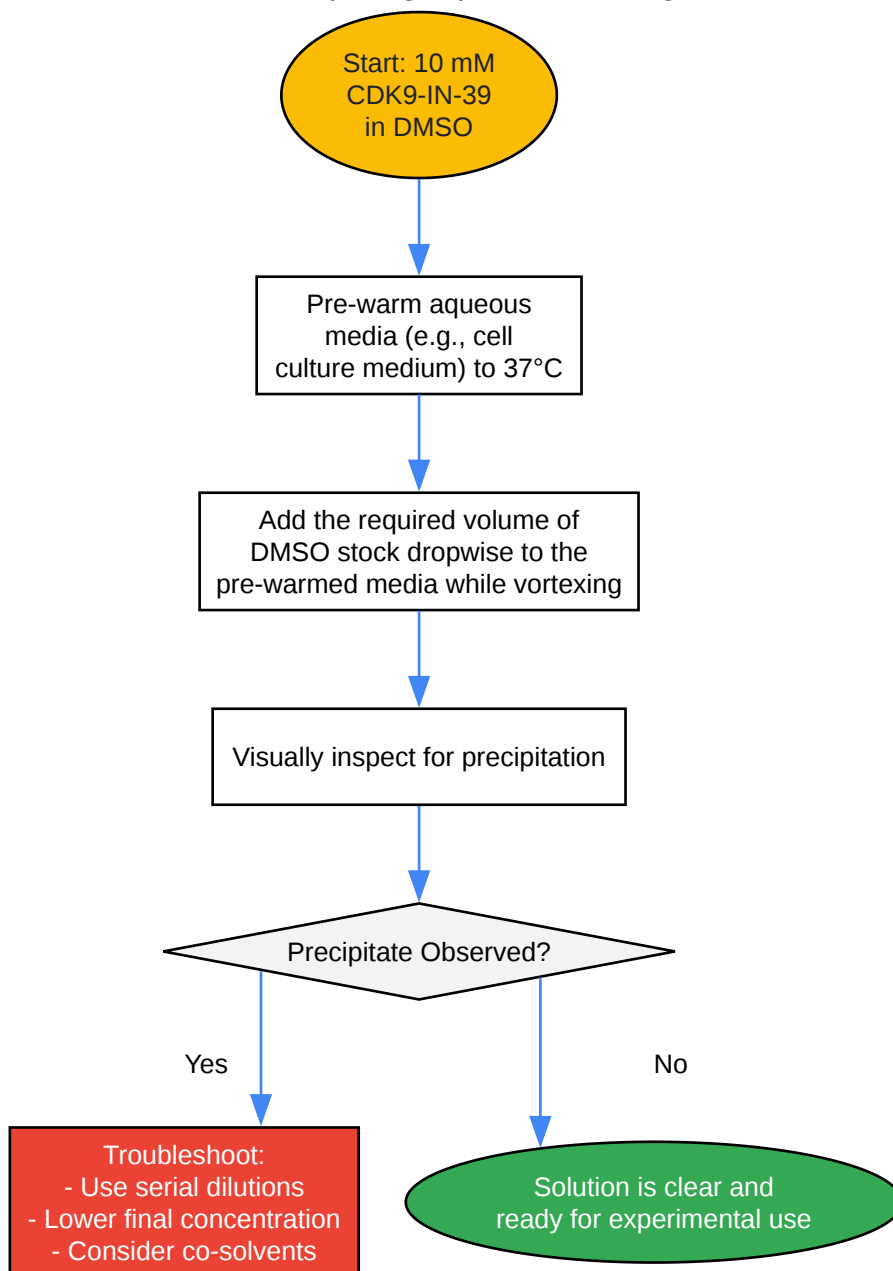 Start: 10 mM
CDK9-IN-39
in DMSO
Pre-warm aqueous
media (e.g., cell
culture medium) to 37°C
Add the required volume of
DMSO stock dropwise to the
pre-warmed media while vortexing
Visually inspect for precipitation
Precipitate Observed?
Yes
No
Troubleshoot:
- Use serial dilutions
- Lower final concentration
- Consider co-solvents
Solution is clear and
ready for experimental use